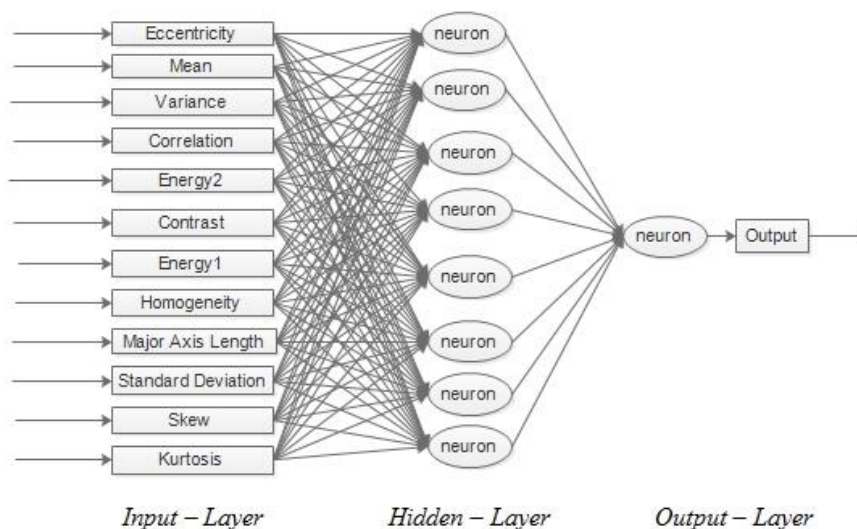 Eccentricity
Mean
Variance
Correlation
Energy2
Contrast
Energy1
Homogeneity
Major Axis Length
Standard Deviation
Skew
Kurtosis
neuron
neuron
neuron
neuron
neuron
neuron
neuron
neuron
neuron
Output
Input – Layer
Hidden – Layer
Output – Layer